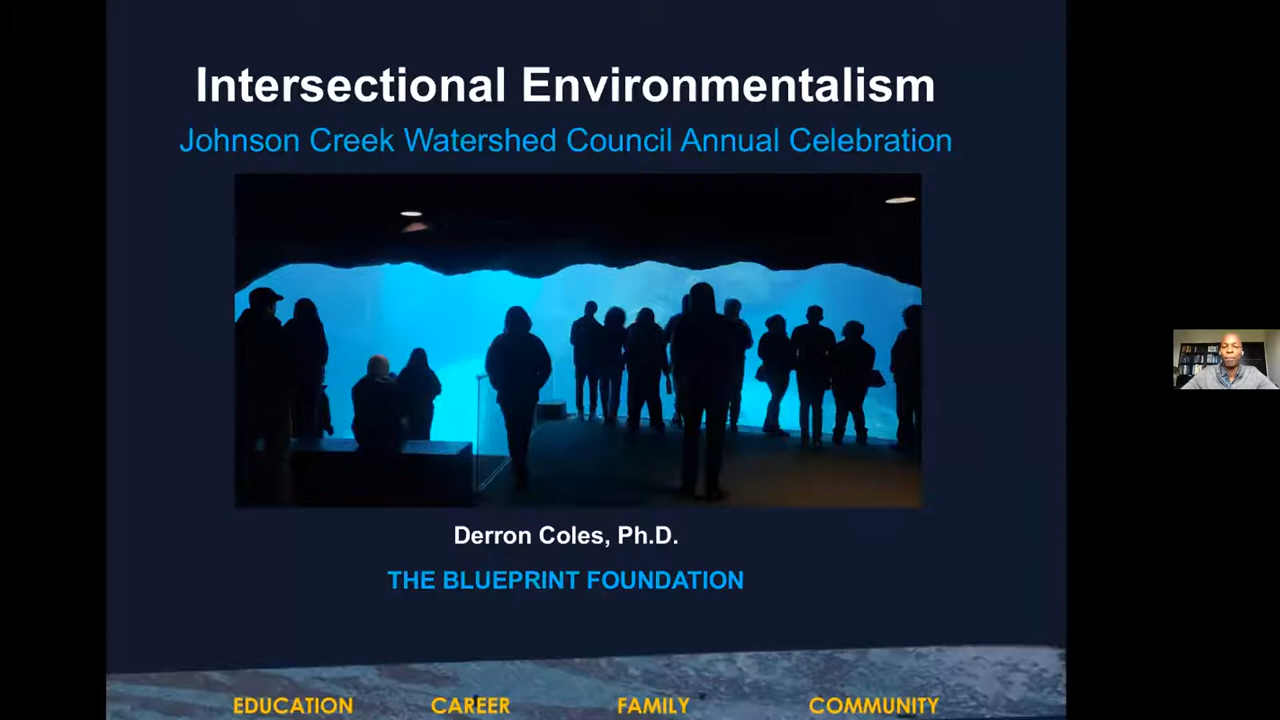 Intersectional Environmentalism
Johnson Creek Watershed Council Annual Celebration
Derron Coles, Ph.D.
THE BLUEPRINT FOUNDATION
EDUCATION CAREER FAMILY COMMUNITY